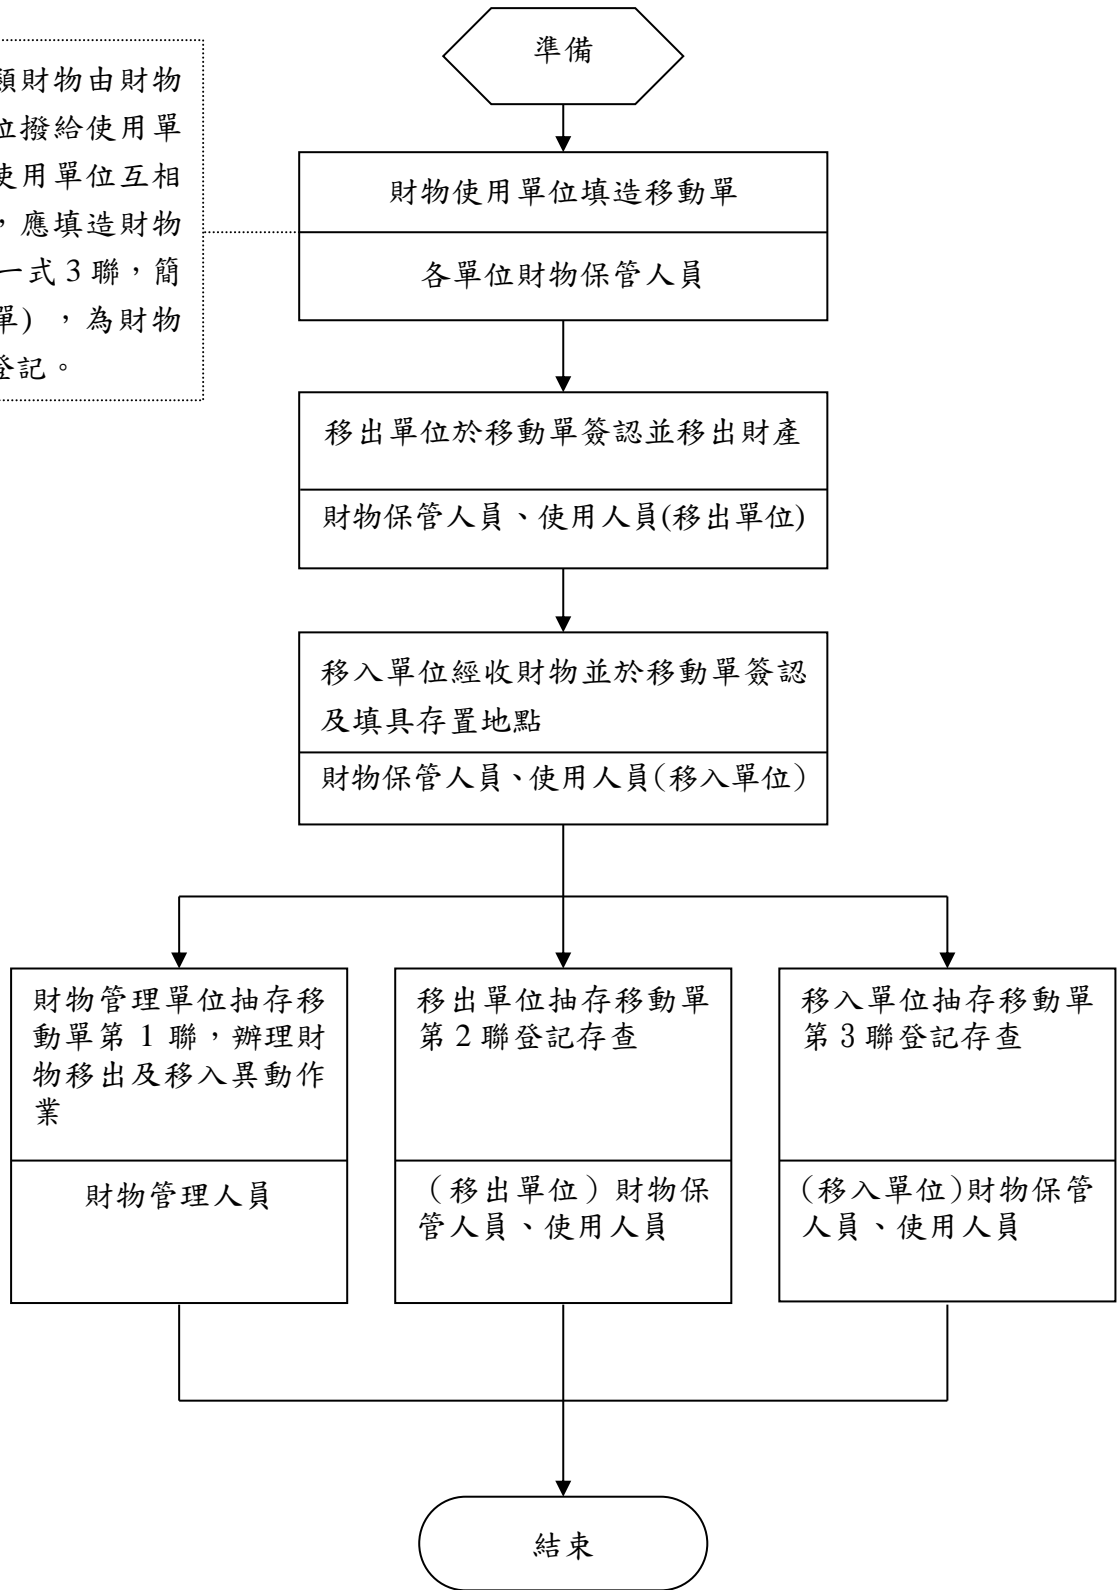 準備
類財物由財物
位撥給使用單
使用單位互相
，應填造財物
一式3聯，簡
單），為財物
登記。
財物使用單位填造移動單
各單位財物保管人員
移出單位於移動單簽認並移出財產
財物保管人員、使用人員(移出單位)
移入單位經收財物並於移動單簽認
及填具存置地點
財物保管人員、使用人員(移入單位)
財物管理單位抽存移
動單第1聯，辦理財
物移出及移入異動作
業
財物管理人員
移出單位抽存移動單
第2聯登記存查
（移出單位）財物保
管人員、使用人員
移入單位抽存移動單
第3聯登記存查
(移入單位)財物保管
人員、使用人員
結束